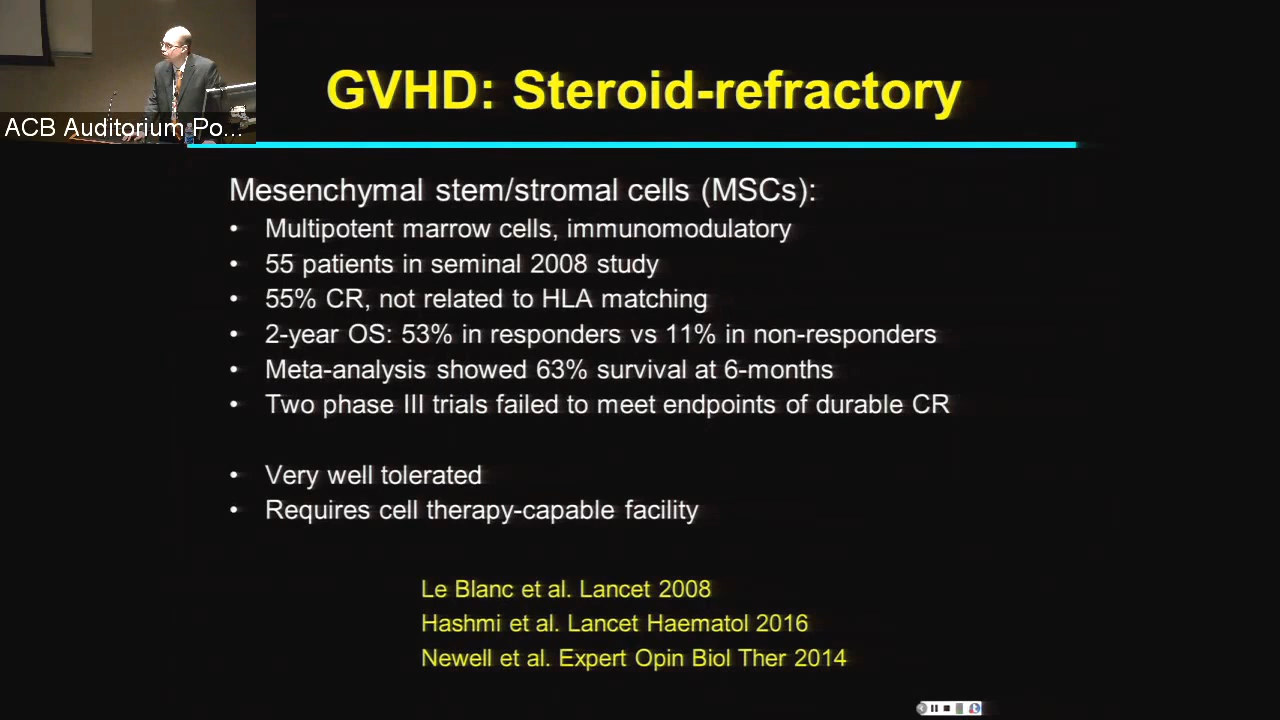 GVHD: Steroid-refractory
ACB Auditorium Po...
Mesenchymal stem/stromal cells (MSCs):
• Multipotent marrow cells, immunomodulatory
• 55 patients in seminal 2008 study
• 55% CR, not related to HLA matching
• 2-year OS: 53% in responders vs 11% in non-responders
• Meta-analysis showed 63% survival at 6-months
• Two phase III trials failed to meet endpoints of durable CR
• Very well tolerated
• Requires cell therapy-capable facility
Le Blanc et al. Lancet 2008
Hashmi et al. Lancet Haematol 2016
Newell et al. Expert Opin Biol Ther 2014